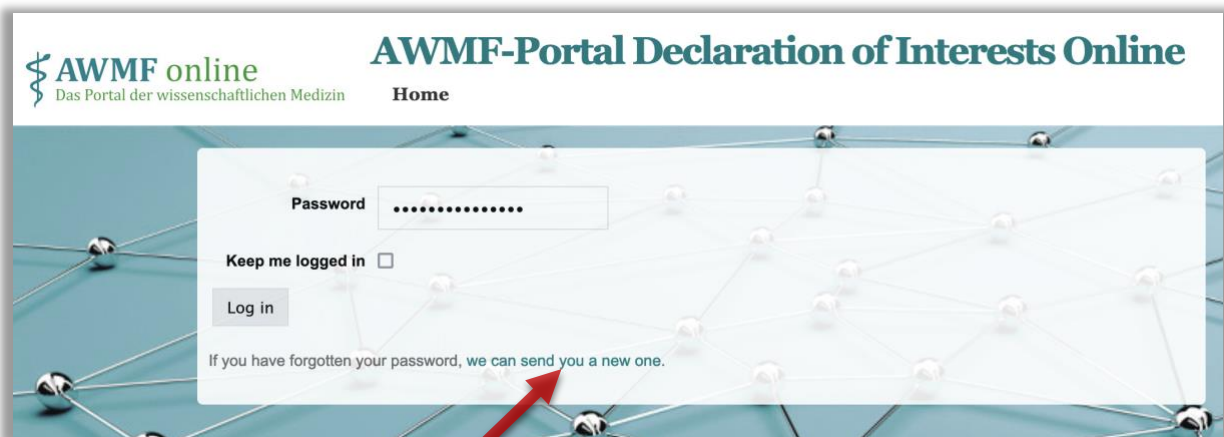 AWMF-Portal Declaration of Interests Online
AWMF online
Das Portal der wissenschaftlichen Medizin
Home
Password
Keep me logged in
Log in
If you have forgotten your password, we can send you a new one.